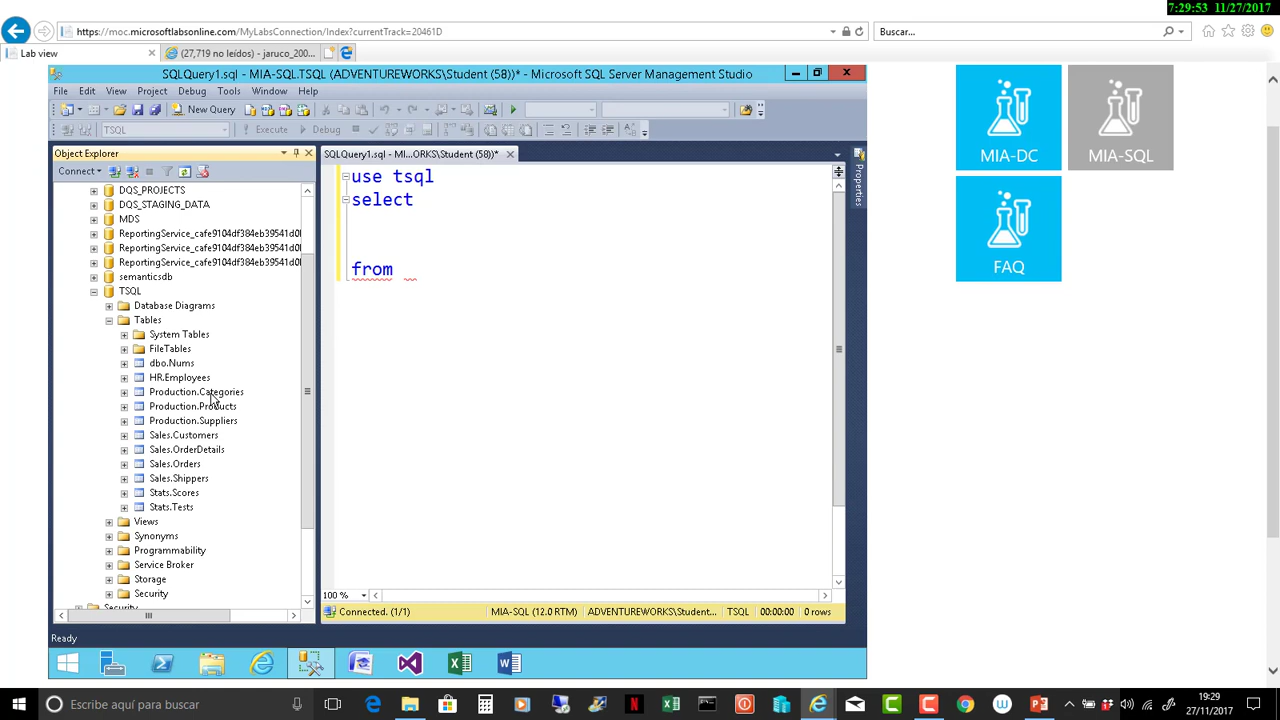 7:29:53 11/27/2017
https://moc.microsoftlabsonline.com/MyLabsConnection/Index?currentTrack=20461D
Buscar...
Lab view
(27,719 no leídos) - jaruco_200...
SQLQuery1.sql - MIA-SQL.TSQL (ADVENTUREWORKS\Student (58))* - Microsoft SQL Server Management Studio
File Edit View Project Debug Tools Window Help
New Query
TSQL
Execute
Debug
Object Explorer
SQLQuery1.sql - MI...ORKS\Student (58))*
Connect
Properties
DQS_PROJECTS
DQS_STAGING_DATA
MDS
ReportingService_cafe9104df384eb39541d0
ReportingService_cafe9104df384eb39541d0
ReportingService_cafe9104df384eb39541d0
semanticsdb
TSQL
Database Diagrams
Tables
System Tables
FileTables
dbo.Nums
HR.Employees
Production.Categories
Production.Products
Production.Suppliers
Sales.Customers
Sales.OrderDetails
Sales.Orders
Sales.Shippers
Stats.Scores
Stats.Tests
Views
Synonyms
Programmability
Service Broker
Storage
Security
Security
use tsql
select
from
100 %
Connected. (1/1)
MIA-SQL (12.0 RTM)
ADVENTUREWORKS\Student...
TSQL
00:00:00
0 rows
Ready
MIA-DC
MIA-SQL
FAQ
Escribe aquí para buscar
19:29
27/11/2017